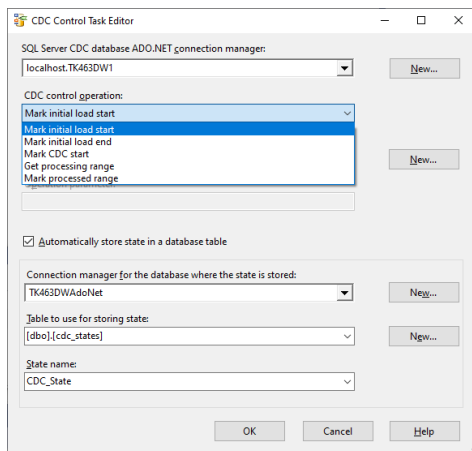 CDC Control Task Editor
SQL Server CDC database ADO.NET connection manager:
localhost.TK463DW1
New...
CDC control operation:
Mark initial load start
Mark initial load start
Mark initial load end
Mark CDC start
Get processing range
Mark processed range
New...
Automatically store state in a database table
Connection manager for the database where the state is stored:
TK463DWAdoNet
New...
Table to use for storing state:
[dbo].[cdc_states]
New...
State name:
CDC_State
OK
Cancel
Help